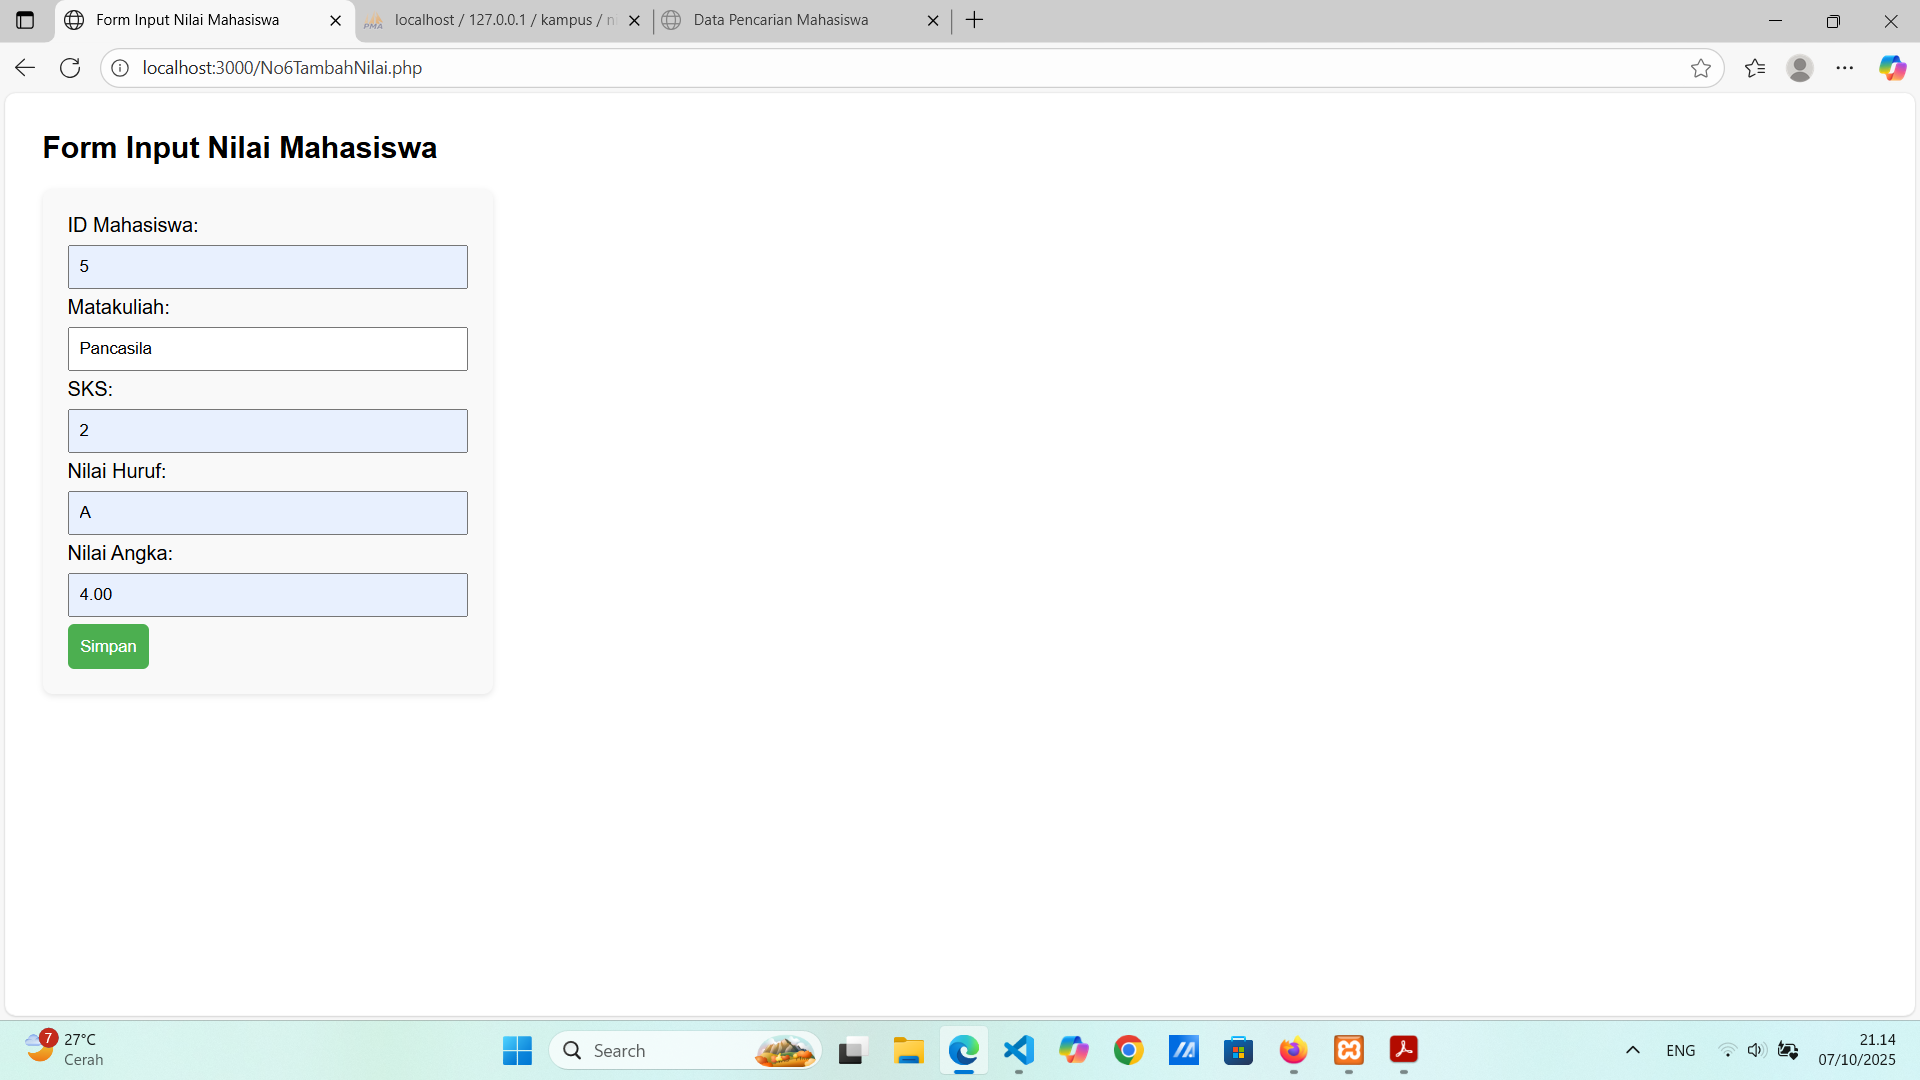 Form Input Nilai Mahasiswa
localhost / 127.0.0.1 / kampus /
Data Pencarian Mahasiswa
localhost:3000/No6TambahNilai.php
Form Input Nilai Mahasiswa
ID Mahasiswa:
5
Matakuliah:
Pancasila
SKS:
2
Nilai Huruf:
A
Nilai Angka:
4.00
Simpan
7
27°C
Cerah
Search
ENG
21.14
07/10/2025
PMA